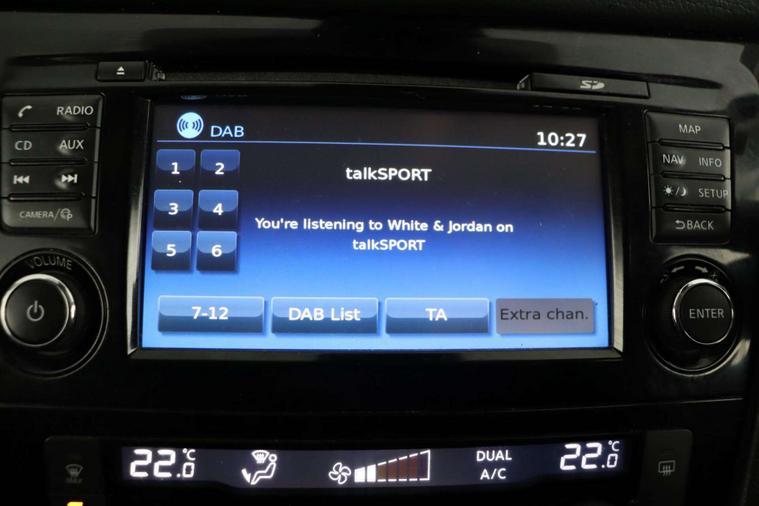 RADIO
CD AUX
CAMERA/
VOLUME
DAB 10:27
1 2
3 4
5 6
talkSPORT
You're listening to White & Jordan on
talkSPORT
7-12 DAB List TA Extra chan.
SD
MAP
NAV INFO
SETUP
BACK
ENTER
22.0 °C
DUAL
A/C
22.0 °C